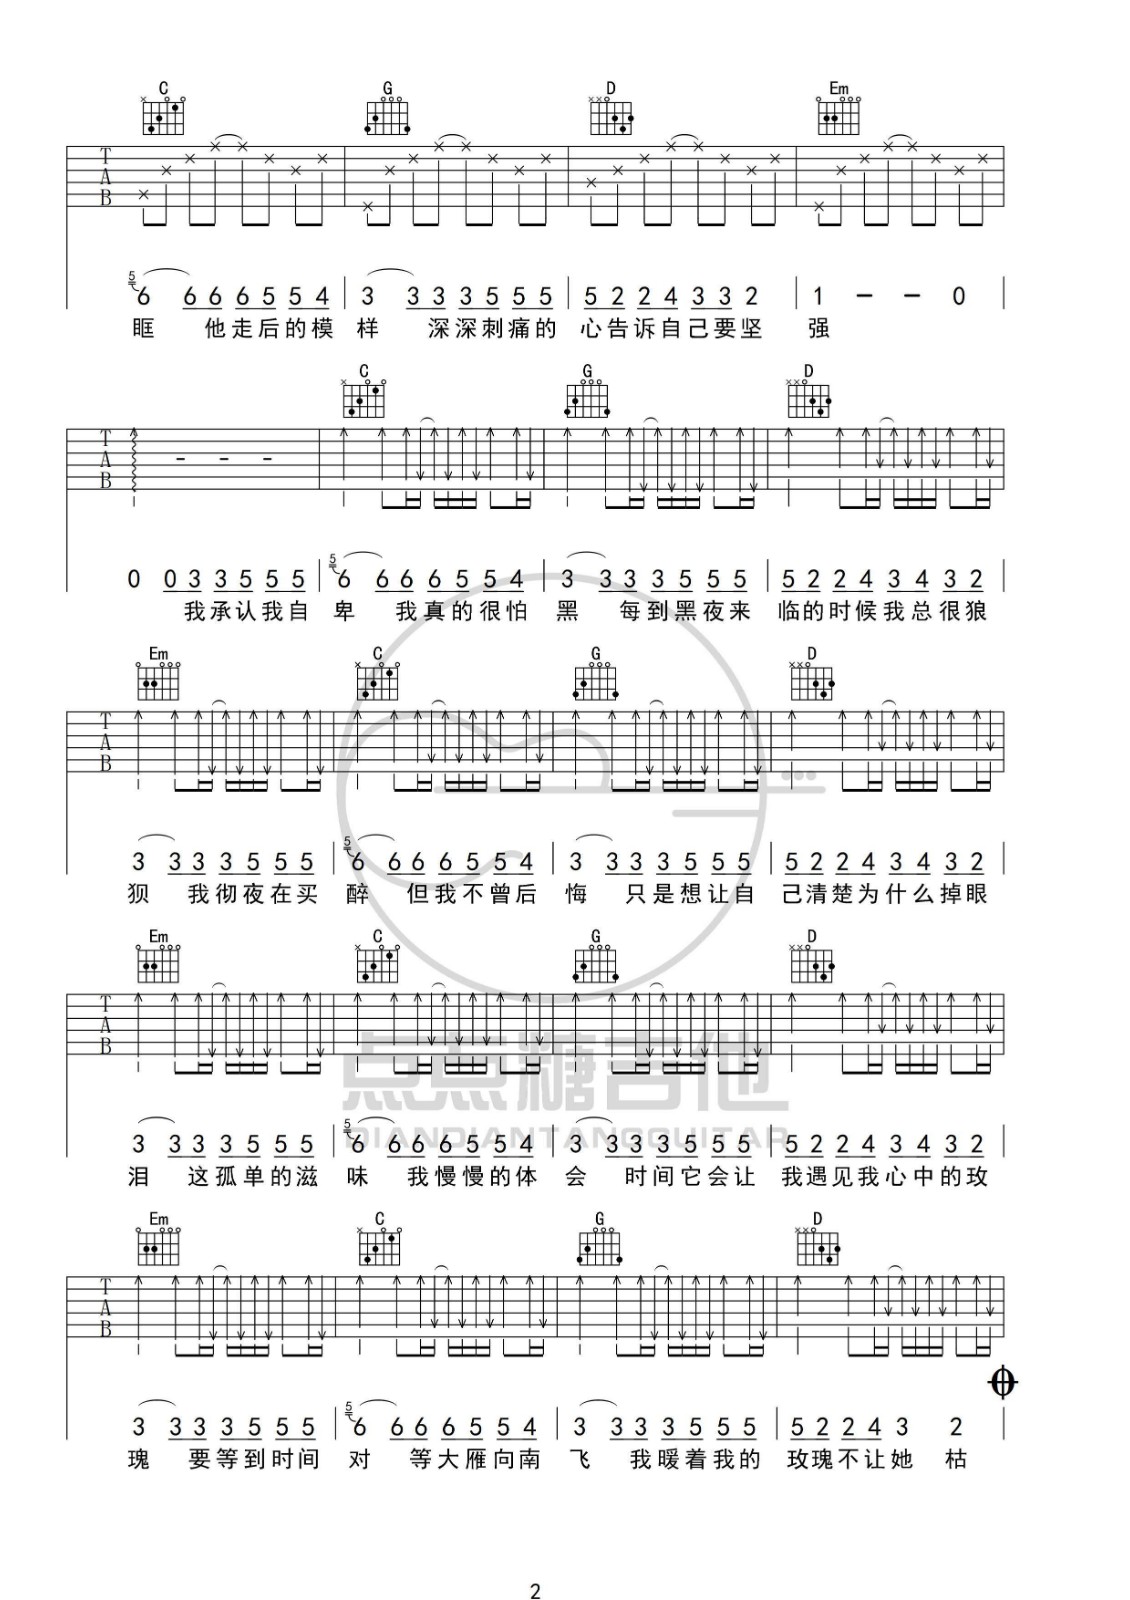 C G D Em
T
A
B
5 6 6 6 6 5 5 4 3 3 3 3 5 5 5 5 2 2 4 3 3 2 1 – – 0
眶 他走后的模 样 深深刺痛的 心告诉自己要坚 强
C G D
T
A
B
0 0 3 3 5 5 5 5 6 6 6 6 5 5 4 3 3 3 3 5 5 5 5 2 2 4 3 4 3 2
我承认我自 卑 我真的很怕 黑 每到黑夜来 临的时候我总很狼
Em C G D
T
A
B
3 3 3 3 5 5 5 5 6 6 6 6 5 5 4 3 3 3 3 5 5 5 5 2 2 4 3 4 3 2
狈 我彻夜在买 醉 但我不曾后 悔 只是想让自 己清楚为什么掉眼
Em C G D
T
A
B
点点糖吉他
DIANDIANTANGGUITAR
3 3 3 3 5 5 5 5 6 6 6 6 5 5 4 3 3 3 3 5 5 5 5 2 2 4 3 4 3 2
泪 这孤单的滋 味 我慢慢的体 会 时间它会让 我遇见我心中的玫
Em C G D
T
A
B
3 3 3 3 5 5 5 5 6 6 6 6 5 5 4 3 3 3 3 5 5 5 5 2 2 4 3 2
瑰 要等到时间 对 等大雁向南 飞 我暖着我的 玫瑰不让她 枯
2